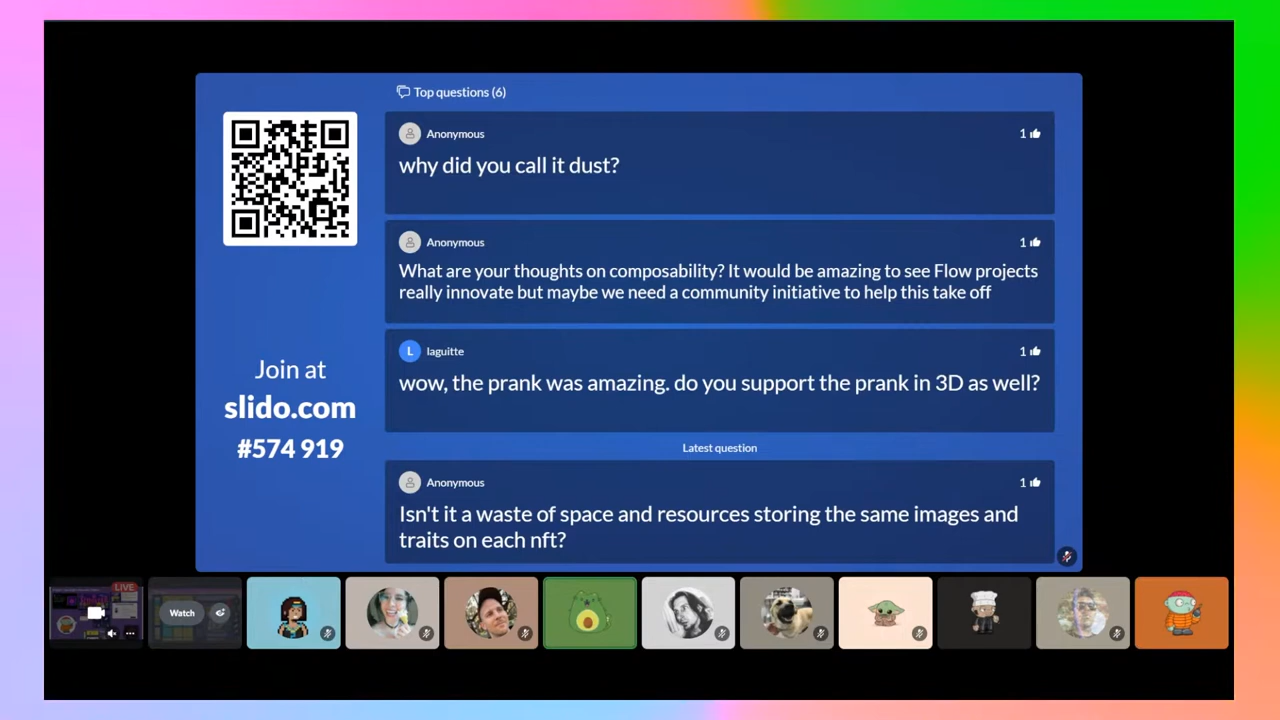 Top questions (6)
Anonymous
1
why did you call it dust?
Anonymous
1
What are your thoughts on composability? It would be amazing to see Flow projects
really innovate but maybe we need a community initiative to help this take off
L
laguitte
1
wow, the prank was amazing. do you support the prank in 3D as well?
Join at
slido.com
#574 919
Latest question
Anonymous
1
Isn't it a waste of space and resources storing the same images and
traits on each nft?
LIVE
Watch